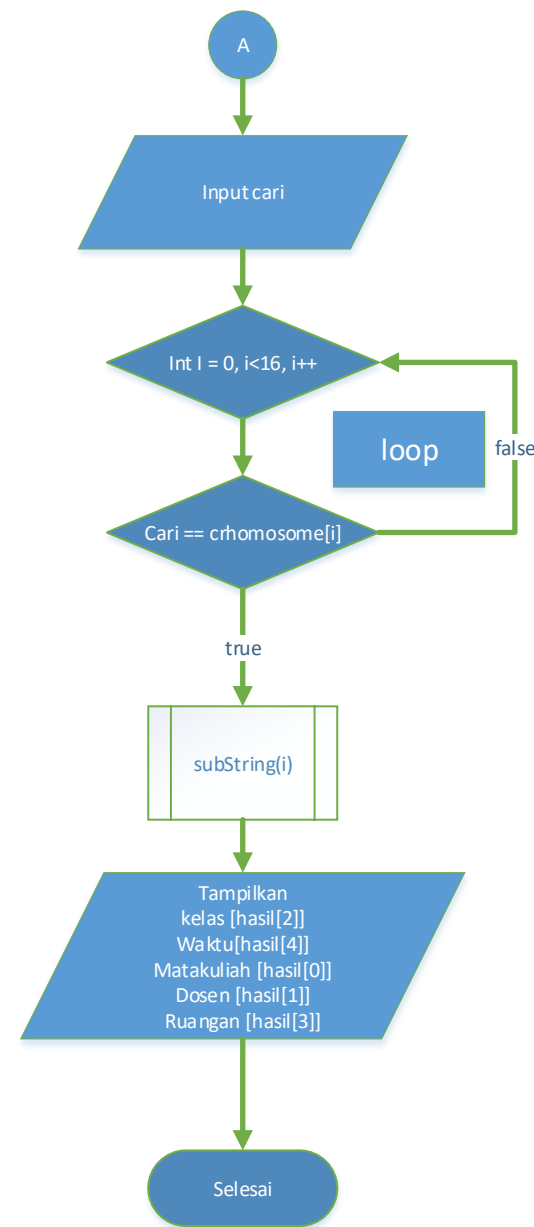 A
Input cari
Int I = 0, i<16, i++
loop
false
Cari == crhomosome[i]
true
subString(i)
Tampilkan
kelas [hasil[2]]
Waktu[hasil[4]]
Matakuliah [hasil[0]]
Dosen [hasil[1]]
Ruangan [hasil[3]]
Selesai